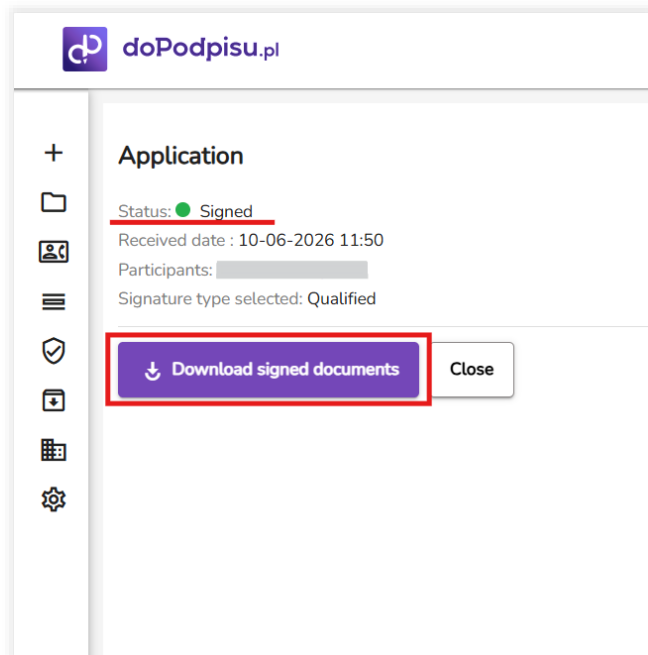 doPodpisu.pl
Application
Status: Signed
Received date : 10-06-2026 11:50
Participants:
Signature type selected: Qualified
Download signed documents
Close